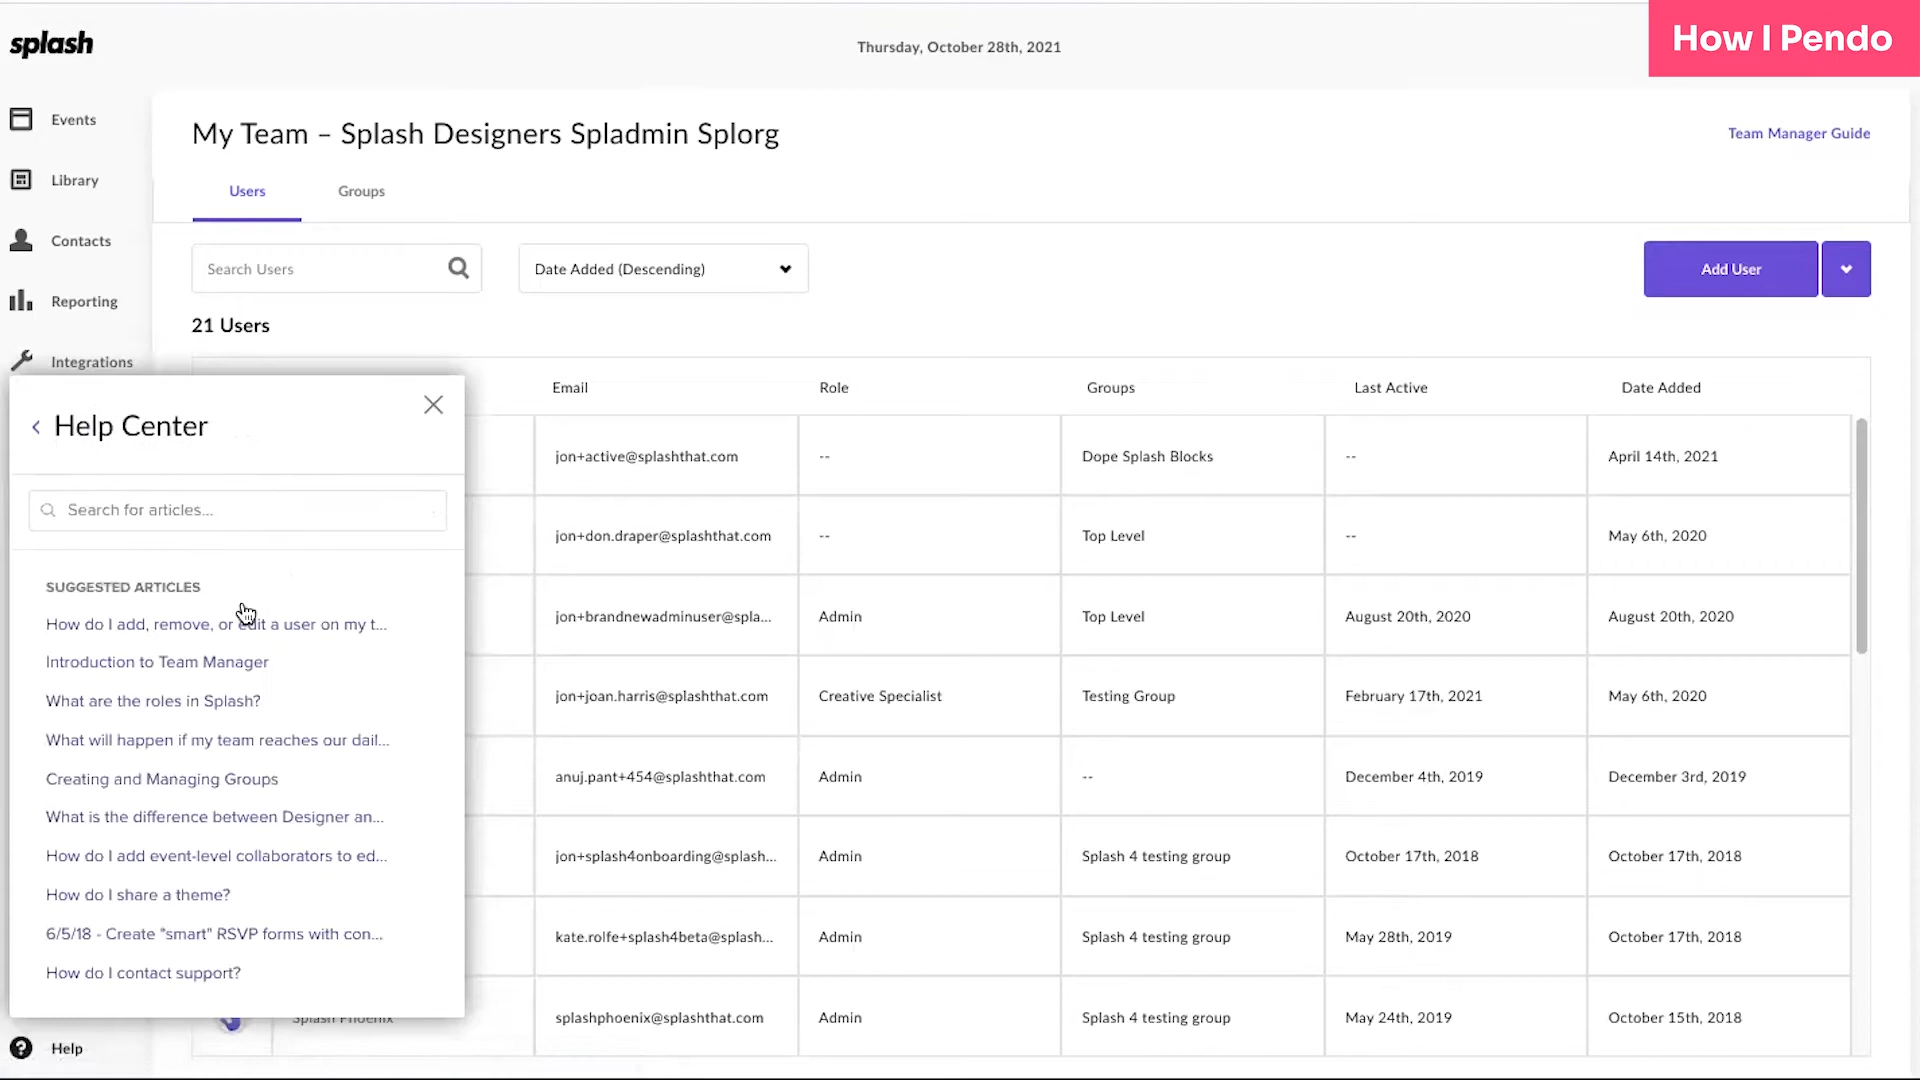 splash
Thursday, October 28th, 2021
How I Pendo
Events
Library
Contacts
Reporting
Integrations
My Team – Splash Designers Spladmin Splorg
Team Manager Guide
Users Groups
Search Users
Date Added (Descending)
Add User
21 Users
Email Role Groups Last Active Date Added
jon+active@splashthat.com -- Dope Splash Blocks -- April 14th, 2021
jon+don.draper@splashthat.com -- Top Level -- May 6th, 2020
jon+brandnewadminuser@spla... Admin Top Level August 20th, 2020 August 20th, 2020
jon+joan.harris@splashthat.com Creative Specialist Testing Group February 17th, 2021 May 6th, 2020
anuj.pant+454@splashthat.com Admin -- December 4th, 2019 December 3rd, 2019
jon+splash4onboarding@splash... Admin Splash 4 testing group October 17th, 2018 October 17th, 2018
kate.rolfe+splash4beta@splash... Admin Splash 4 testing group May 28th, 2019 October 17th, 2018
Splash Phoenix splashphoenix@splashthat.com Admin Splash 4 testing group May 24th, 2019 October 15th, 2018
Help Center
Search for articles...
SUGGESTED ARTICLES
How do I add, remove, or edit a user on my t...
Introduction to Team Manager
What are the roles in Splash?
What will happen if my team reaches our dail...
Creating and Managing Groups
What is the difference between Designer an...
How do I add event-level collaborators to ed...
How do I share a theme?
6/5/18 - Create "smart" RSVP forms with con...
How do I contact support?
Help